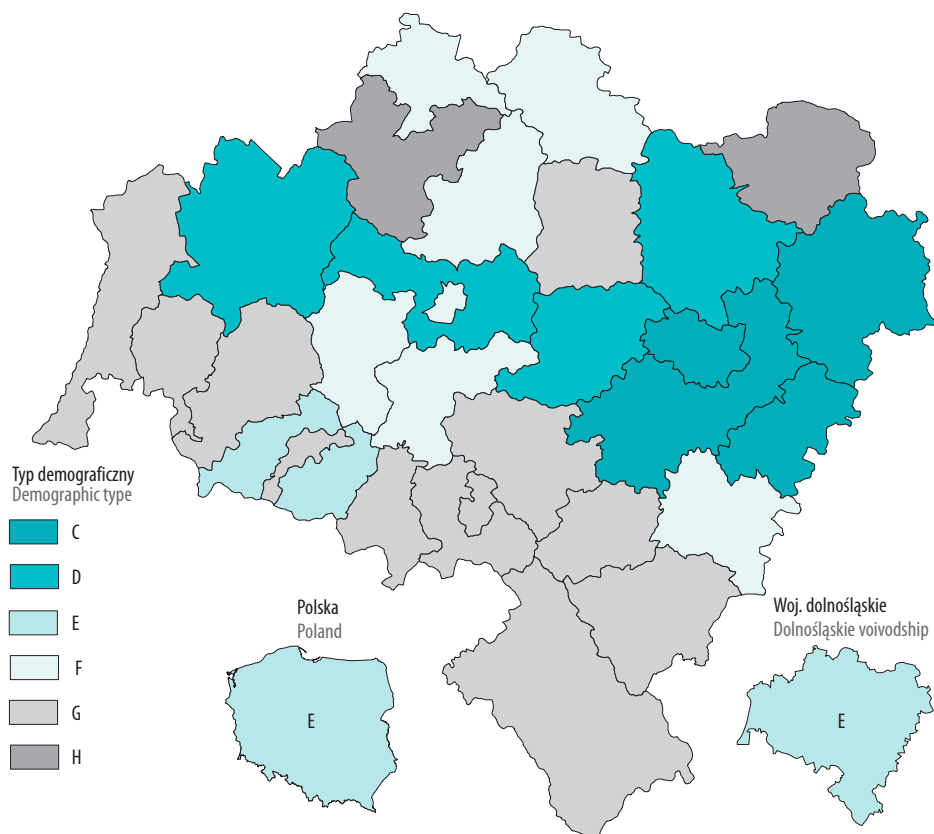 Typ demograficzny
Demographic type
C
D
E
F
G
H
Polska
Poland
E
Woj. dolnośląskie
Dolnośląskie voivodship
E